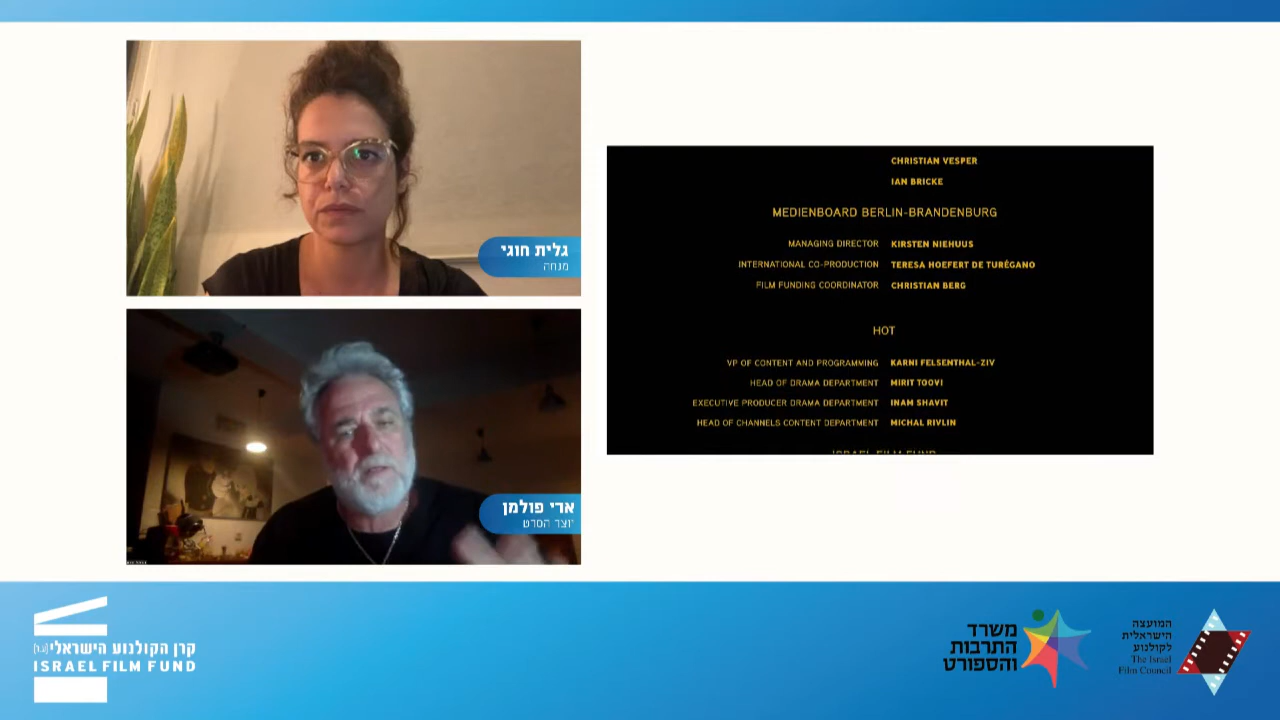 גלית חוגי
מנחה
ארי פולמן
יוצר הסרט
CHRISTIAN VESPER
IAN BRICKE
MEDIENBOARD BERLIN-BRANDENBURG
MANAGING DIRECTOR KIRSTEN NIEHUUS
INTERNATIONAL CO-PRODUCTION TERESA HOEFERT DE TURÉGANO
FILM FUNDING COORDINATOR CHRISTIAN BERG
HOT
VP OF CONTENT AND PROGRAMMING KARNI FELSENTHAL-ZIV
HEAD OF DRAMA DEPARTMENT MIRIT TOOVI
EXECUTIVE PRODUCER DRAMA DEPARTMENT INAM SHAVIT
HEAD OF CHANNELS CONTENT DEPARTMENT MICHAL RIVLIN
ISRAEL FILM FUND
קרן הקולנוע הישראלי
ISRAEL FILM FUND
משרד
התרבות
והספורט
המועצה
הישראלית
לקולנוע
The Israel
Film Council